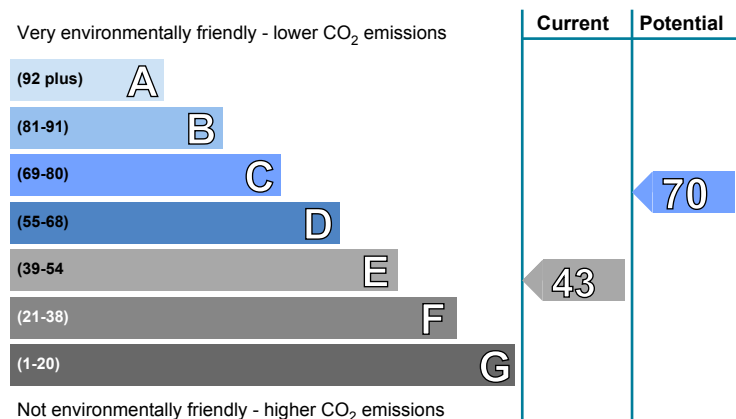 Current Potential
Very environmentally friendly - lower CO₂ emissions
(92 plus) A
(81-91) B
(69-80) C
70
(55-68) D
(39-54 E
43
(21-38) F
(1-20) G
Not environmentally friendly - higher CO₂ emissions